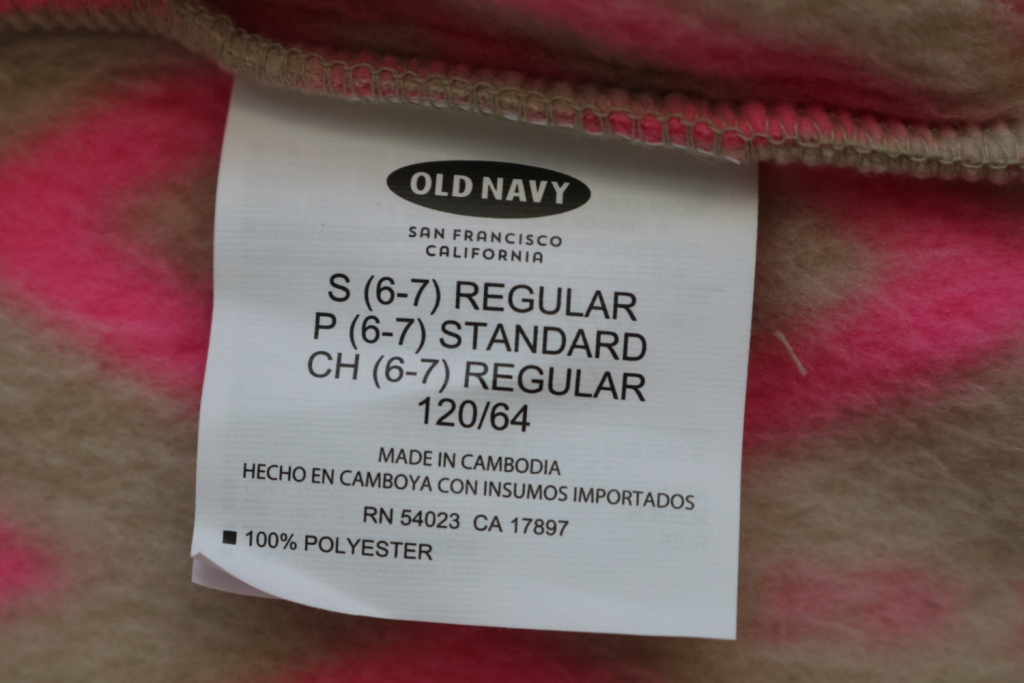 OLD NAVY
SAN FRANCISCO
CALIFORNIA
S (6-7) REGULAR
P (6-7) STANDARD
CH (6-7) REGULAR
120/64
MADE IN CAMBODIA
HECHO EN CAMBOYA CON INSUMOS IMPORTADOS
RN 54023 CA 17897
■ 100% POLYESTER